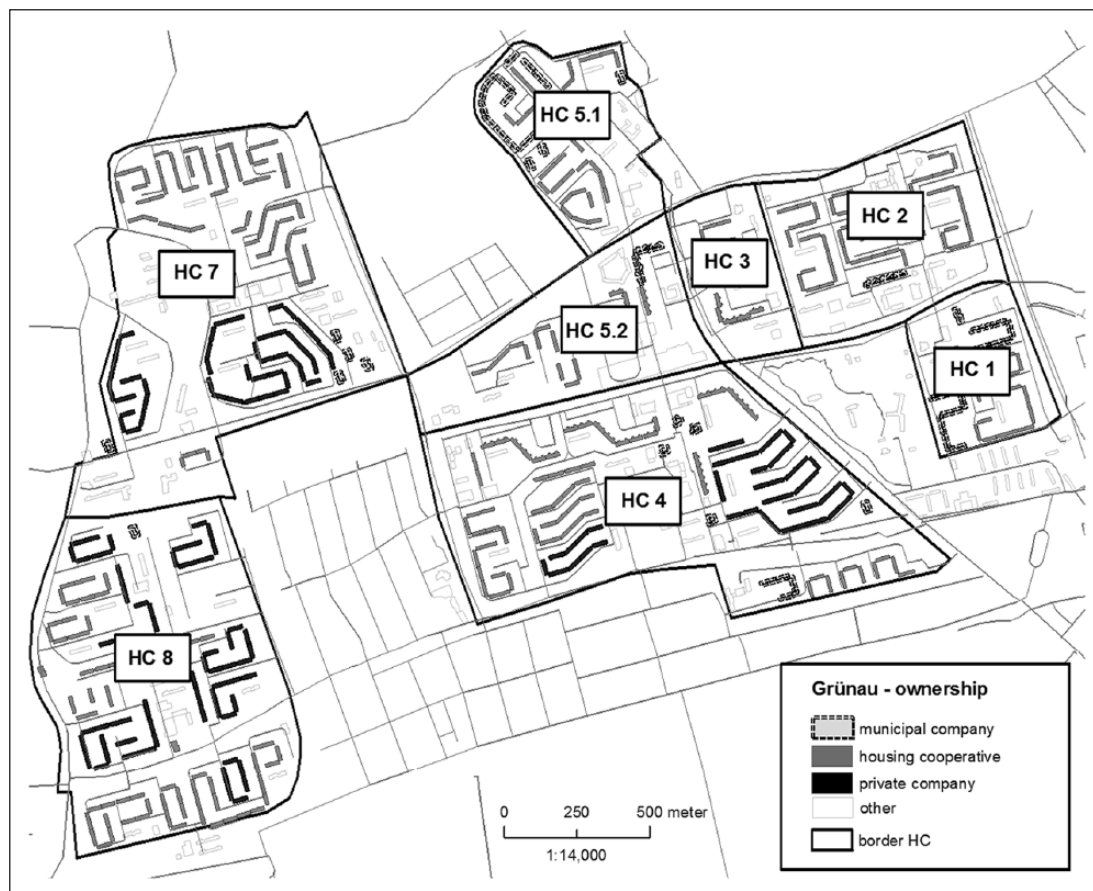 HC 5.1
HC 2
HC 3
HC 7
HC 5.2
HC 1
HC 4
HC 8
Grünau - ownership
municipal company
housing cooperative
private company
other
border HC
0 250 500 meter
1:14,000